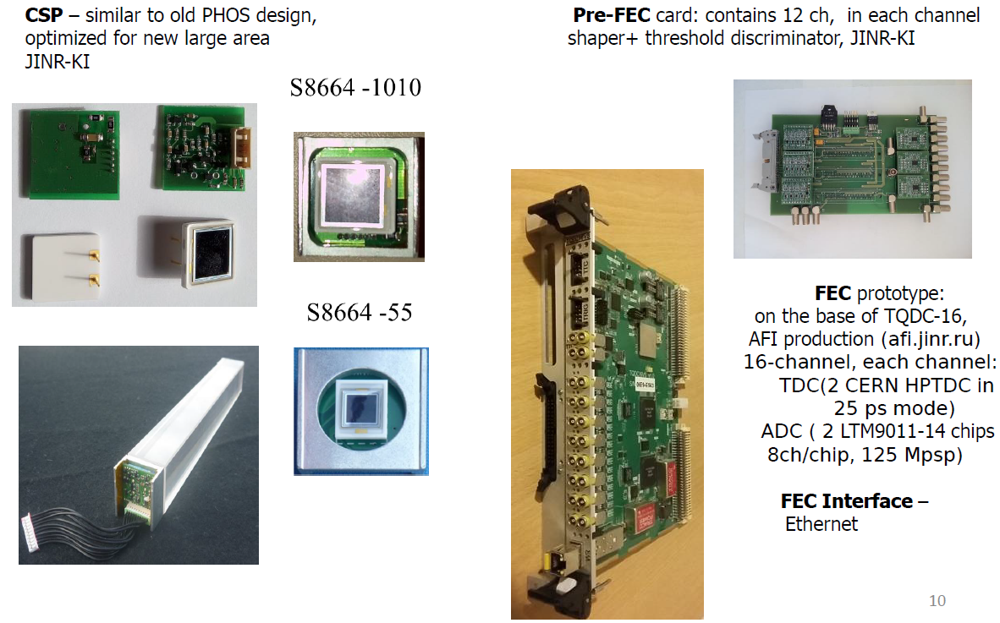 CSP – similar to old PHOS design,
optimized for new large area
JINR-KI
S8664 -1010
S8664 -55
Pre-FEC card: contains 12 ch, in each channel
shaper+ threshold discriminator, JINR-KI
TTC
TRIG
FEC prototype:
on the base of TQDC-16,
AFI production (afi.jinr.ru)
16-channel, each channel:
TDC(2 CERN HPTDC in
25 ps mode)
ADC ( 2 LTM9011-14 chips
8ch/chip, 125 Mpsp)
FEC Interface –
Ethernet
10